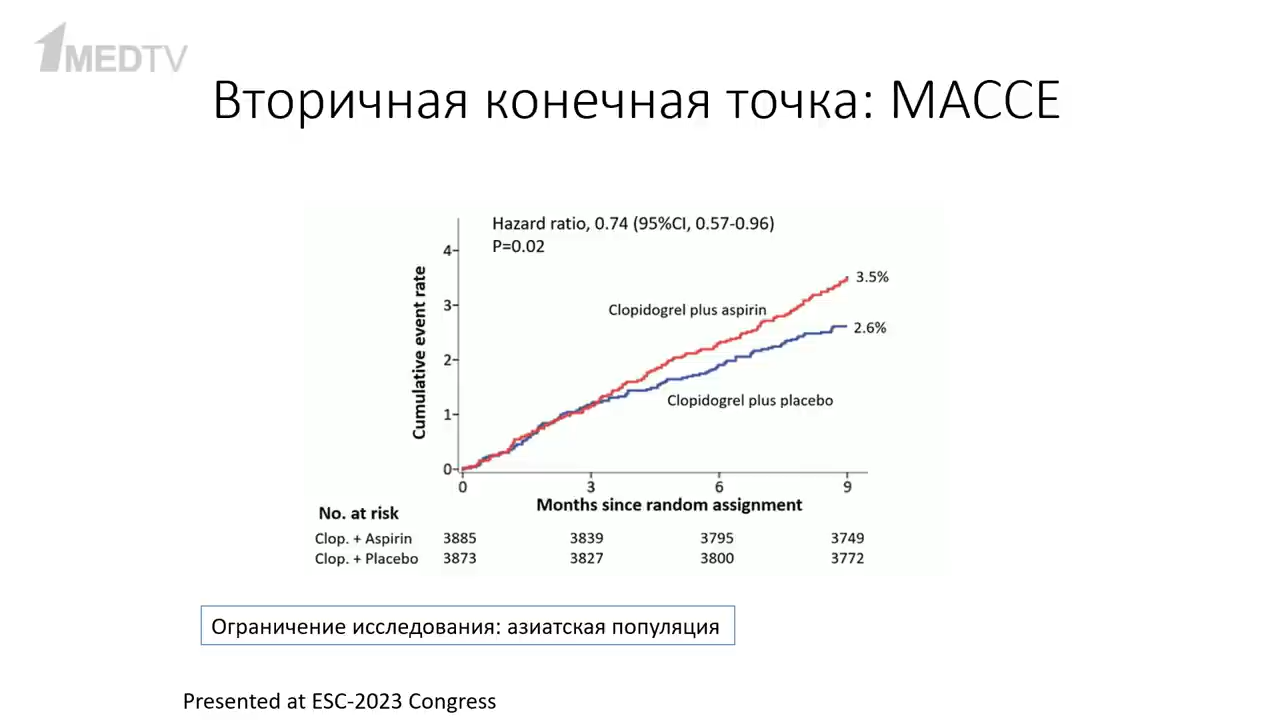 1MEDTV
Вторичная конечная точка: MACCE
Hazard ratio, 0.74 (95%CI, 0.57-0.96)
P=0.02
Cumulative event rate
4
3
2
1
0
3.5%
Clopidogrel plus aspirin
2.6%
Clopidogrel plus placebo
0 3 6 9
Months since random assignment
No. at risk
Clop. + Aspirin 3885 3839 3795 3749
Clop. + Placebo 3873 3827 3800 3772
Ограничение исследования: азиатская популяция
Presented at ESC-2023 Congress